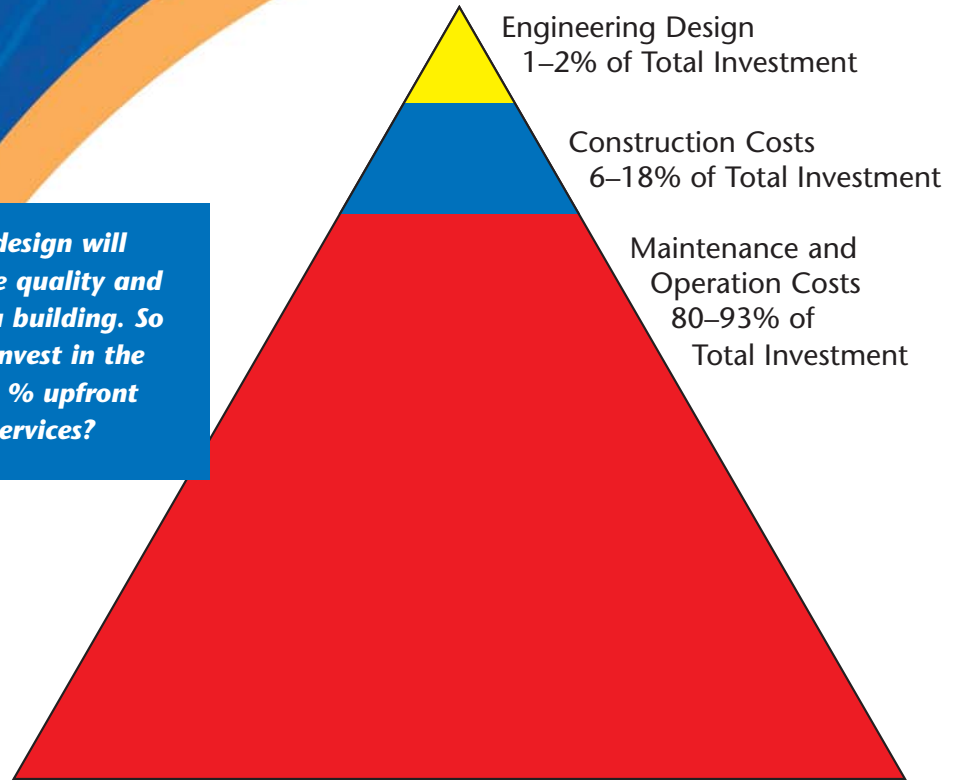 Engineering Design
1–2% of Total Investment
Construction Costs
6–18% of Total Investment
Maintenance and
Operation Costs
80–93% of
Total Investment
design will
quality and
building. So
nvest in the
% upfront
ervices?